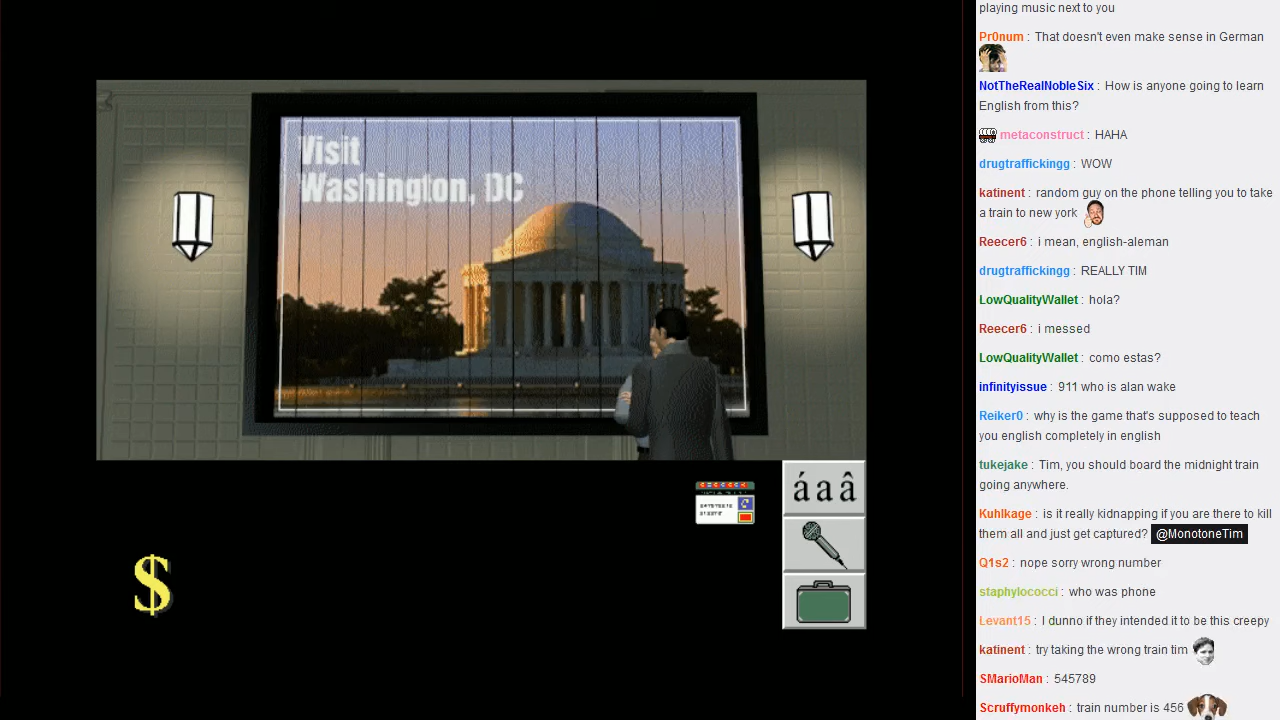 Visit
Washington, DC
á a â
$
playing music next to you
Pr0num : That doesn't even make sense in German
NotTheRealNobleSix : How is anyone going to learn
English from this?
metaconstruct : HAHA
drugtraffickingg : WOW
katinent : random guy on the phone telling you to take
a train to new york
Reecer6 : i mean, english-aleman
drugtraffickingg : REALLY TIM
LowQualityWallet : hola?
Reecer6 : i messed
LowQualityWallet : como estas?
infinityissue : 911 who is alan wake
Reiker0 : why is the game that's supposed to teach
you english completely in english
tukejake : Tim, you should board the midnight train
going anywhere.
Kuhlkage : is it really kidnapping if you are there to kill
them all and just get captured? @MonotoneTim
Q1s2 : nope sorry wrong number
staphylococci : who was phone
Levant15 : I dunno if they intended it to be this creepy
katinent : try taking the wrong train tim
SMarioMan : 545789
Scruffymonkeh : train number is 456